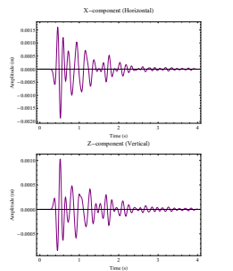 X-component (Horizontal)
0.0015
0.0010
0.0005
0.0000
-0.0005
-0.0010
-0.0015
-0.0020
Amplitude (u)
0 1 2 3 4
Time (s)
Z-component (Vertical)
0.0010
0.0005
0.0000
-0.0005
Amplitude (u)
0 1 2 3 4
Time (s)